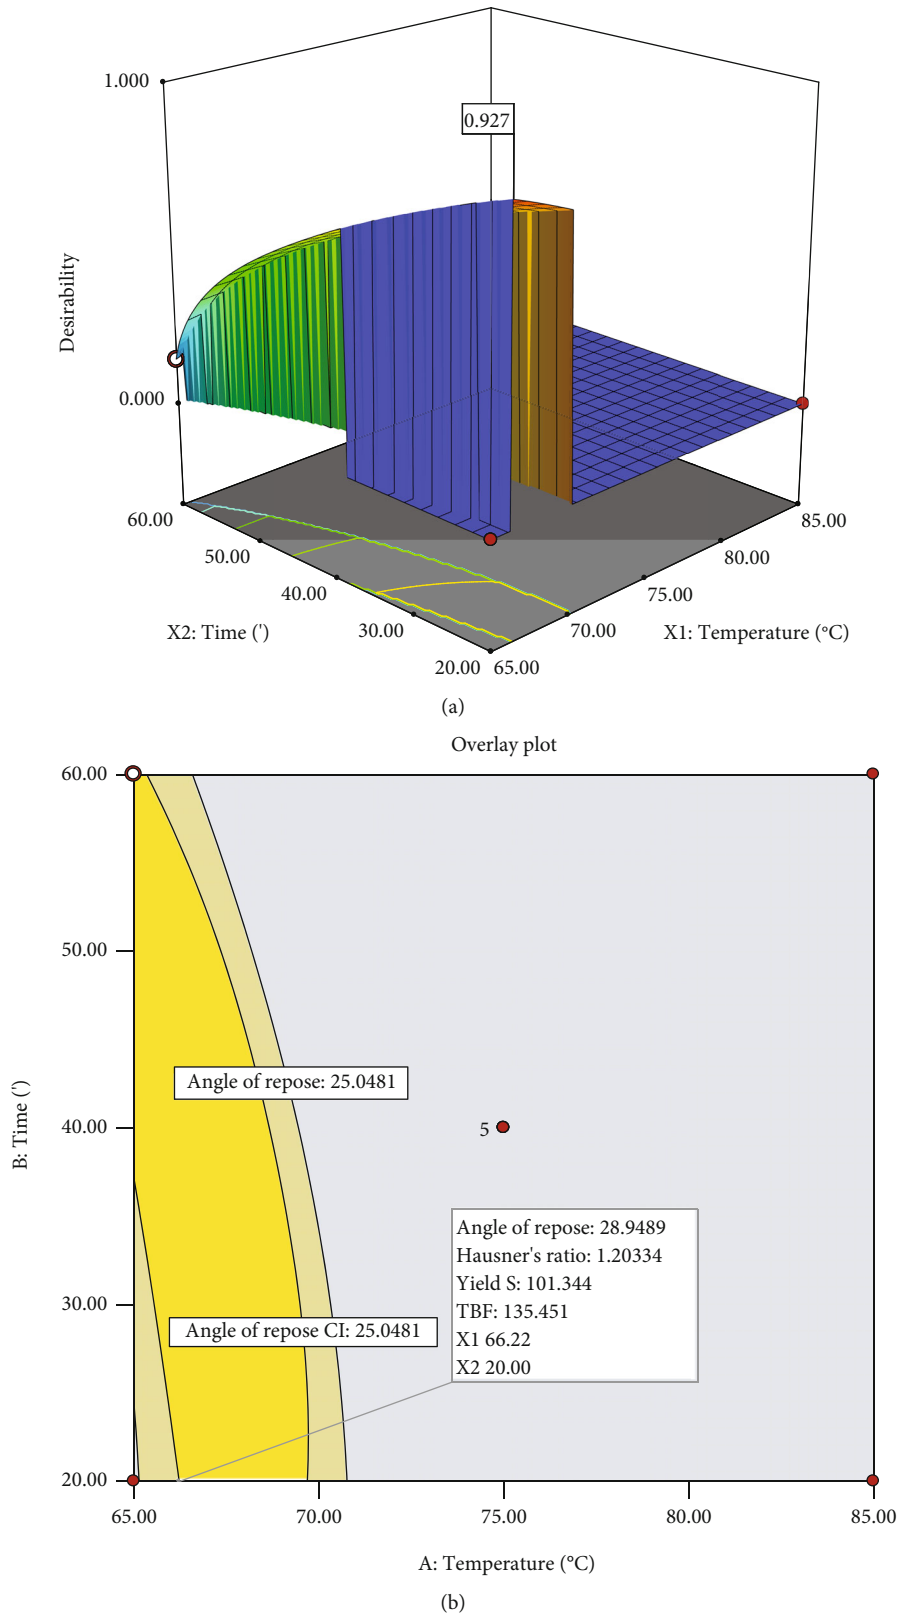 1.000
0.927
Desirability
0.000
60.00
85.00
50.00
80.00
40.00
75.00
X2: Time (')
30.00
70.00
X1: Temperature (°C)
20.00
65.00
(a)
Overlay plot
60.00
50.00
Angle of repose: 25.0481
B: Time (')
40.00
5
Angle of repose: 28.9489
Hausner's ratio: 1.20334
Yield S: 101.344
TBF: 135.451
X1 66.22
X2 20.00
30.00
Angle of repose CI: 25.0481
20.00
65.00
70.00
75.00
80.00
85.00
A: Temperature (°C)
(b)